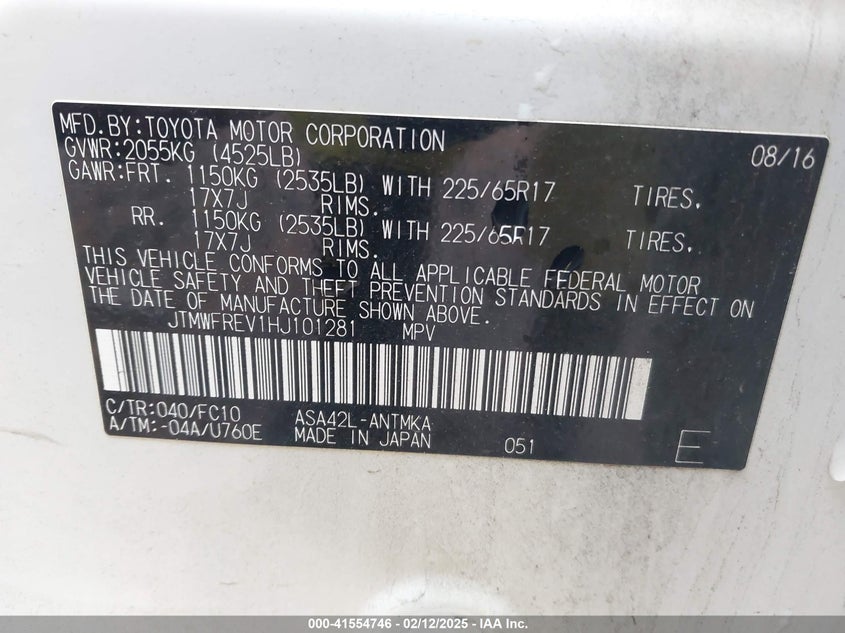 MFD.BY:TOYOTA MOTOR CORPORATION 08/16
GVWR:2055KG (4525LB)
GAWR:FRT. 1150KG (2535LB) WITH 225/65R17 TIRES.
17X7J RIMS.
RR. 1150KG (2535LB) WITH 225/65R17 TIRES.
17X7J RIMS.
THIS VEHICLE CONFORMS TO ALL APPLICABLE FEDERAL MOTOR
VEHICLE SAFETY AND THEFT PREVENTION STANDARDS IN EFFECT ON
THE DATE OF MANUFACTURE SHOWN ABOVE.
JTMWFREV1HJ101281 MPV
C/TR:040/FC10 ASA42L-ANTMKA
A/TM:-04A/U760E MADE IN JAPAN 051 E
000-41554746 - 02/12/2025 - IAA Inc.